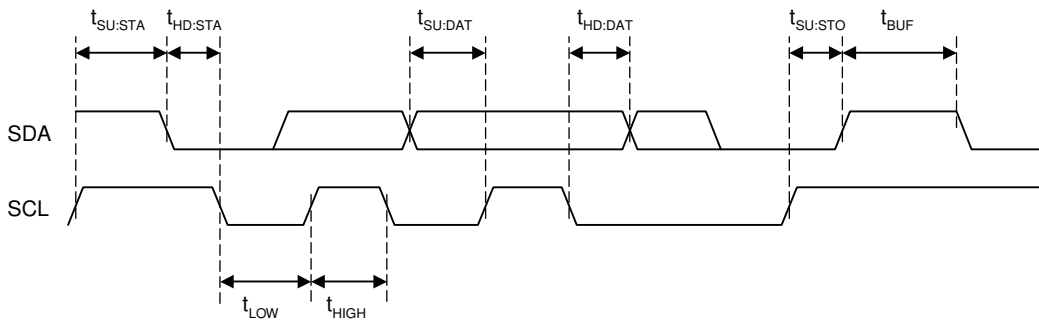 tSU:STA tHD:STA tSU:DAT tHD:DAT tSU:STO tBUF
SDA
SCL
tLOW tHIGH